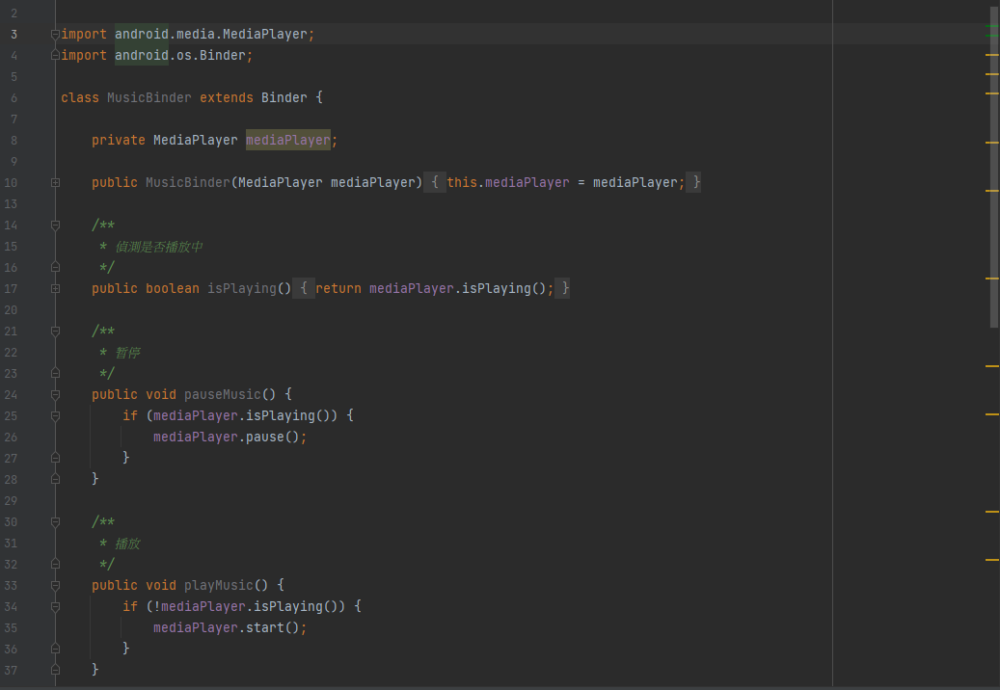 2
3 import android.media.MediaPlayer;
4 import android.os.Binder;
5
6 class MusicBinder extends Binder {
7
8 private MediaPlayer mediaPlayer;
9
10 public MusicBinder(MediaPlayer mediaPlayer) { this.mediaPlayer = mediaPlayer; }
13
14 /**
15 * 偵測是否播放中
16 */
17 public boolean isPlaying() { return mediaPlayer.isPlaying(); }
20
21 /**
22 * 暫停
23 */
24 public void pauseMusic() {
25 if (mediaPlayer.isPlaying()) {
26 mediaPlayer.pause();
27 }
28 }
29
30 /**
31 * 播放
32 */
33 public void playMusic() {
34 if (!mediaPlayer.isPlaying()) {
35 mediaPlayer.start();
36 }
37 }